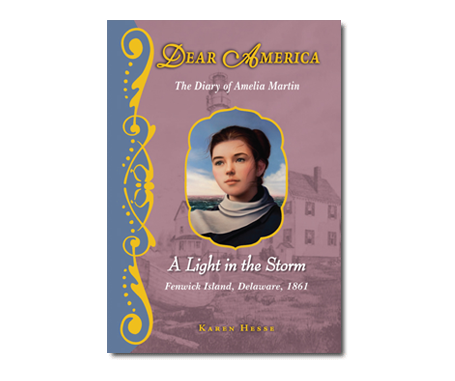 Dear America
The Diary of Amelia Martin
A Light in the Storm
Fenwick Island, Delaware, 1861
Karen Hesse